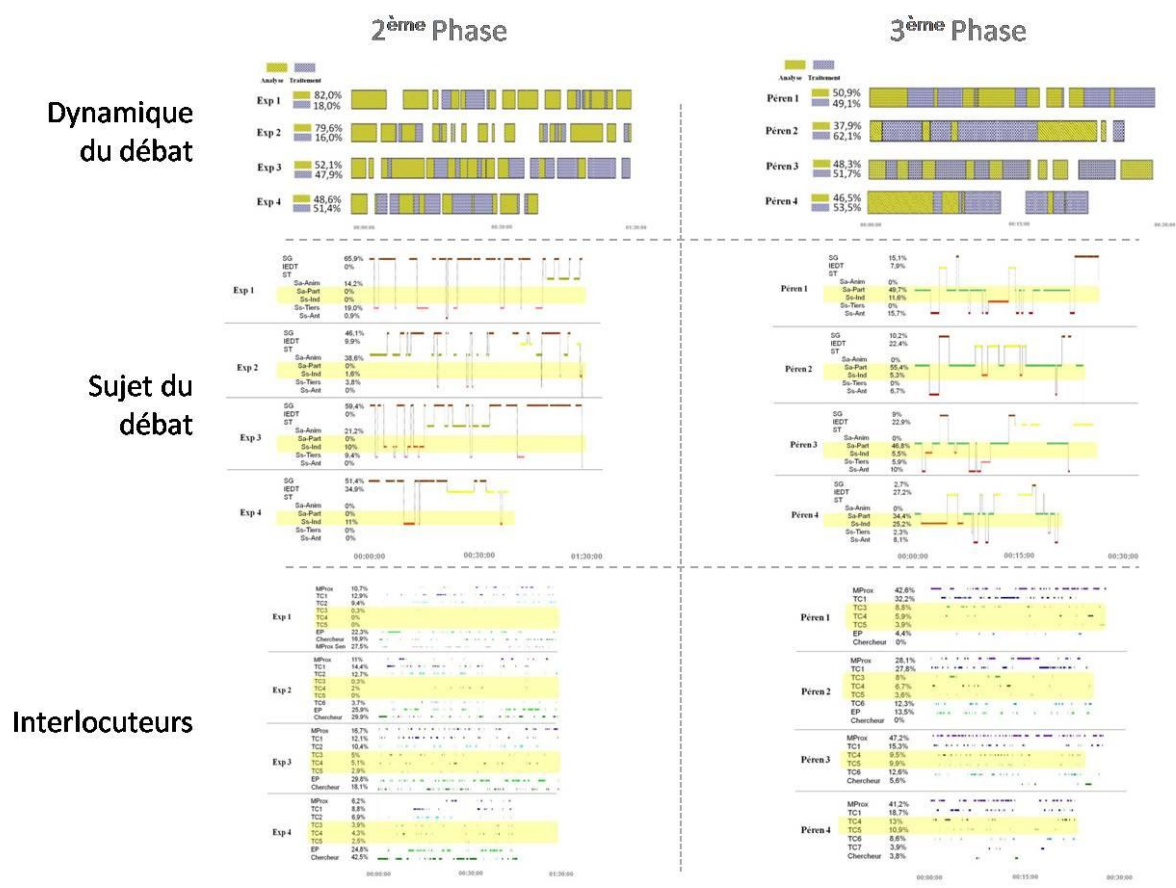 2ème Phase
3ème Phase
Dynamique
du débat
Analyse Traitement
Exp 1 82,0%
18,0%
Exp 2 79,6%
16,0%
Exp 3 52,1%
47,9%
Exp 4 48,6%
51,4%
00:00:00 01:20:00
Analyse Traitement
Péren 1 50,9%
49,1%
Péren 2 37,9%
62,1%
Péren 3 48,3%
51,7%
Péren 4 46,5%
53,5%
00:00:00 00:15:00 00:30:00
Sujet du
débat
Exp 1
SG 65,9%
IEDT 0%
ST
Sa-Anim 14,2%
Sa-Part 0%
Ss-Ind 0%
Ss-Tiers 19,0%
Ss-Ant 0,9%
Exp 2
SG 46,1%
IEDT 9,9%
ST
Sa-Anim 38,6%
Sa-Part 0%
Ss-Ind 1,6%
Ss-Tiers 3,8%
Ss-Ant 0%
Exp 3
SG 59,4%
IEDT 0%
ST
Sa-Anim 21,2%
Sa-Part 0%
Ss-Ind 10%
Ss-Tiers 9,4%
Ss-Ant 0%
Exp 4
SG 51,4%
IEDT 34,9%
ST
Sa-Anim 0%
Sa-Part 0%
Ss-Ind 11%
Ss-Tiers 0%
Ss-Ant 0%
00:00:00 00:30:00 01:20:00
Péren 1
SG 15,1%
IEDT 7,9%
ST
Sa-Anim 0%
Sa-Part 49,7%
Ss-Ind 11,6%
Ss-Tiers 0%
Ss-Ant 15,7%
Péren 2
SG 10,2%
IEDT 22,4%
ST
Sa-Anim 0%
Sa-Part 55,4%
Ss-Ind 5,3%
Ss-Tiers 0%
Ss-Ant 6,7%
Péren 3
SG 9%
IEDT 22,9%
ST
Sa-Anim 0%
Sa-Part 46,8%
Ss-Ind 5,5%
Ss-Tiers 5,9%
Ss-Ant 10%
Péren 4
SG 2,7%
IEDT 27,2%
ST
Sa-Anim 0%
Sa-Part 34,4%
Ss-Ind 25,2%
Ss-Tiers 2,3%
Ss-Ant 8,1%
00:00:00 00:15:00 00:30:00
Interlocuteurs
Exp 1
MProx 10,7%
TC1 12,9%
TC2 9,4%
TC3 0,3%
TC4 0%
TC5 0%
EP 22,3%
Chercheur 16,9%
MProx Sen 27,5%
Exp 2
MProx 11%
TC1 14,4%
TC2 12,7%
TC3 0,3%
TC4 2%
TC5 0%
TC6 3,7%
EP 25,9%
Chercheur 29,9%
Exp 3
MProx 16,7%
TC1 12,1%
TC2 10,4%
TC3 5%
TC4 5,1%
TC5 2,9%
EP 29,8%
Chercheur 18,1%
Exp 4
MProx 6,2%
TC1 8,8%
TC2 6,9%
TC3 3,9%
TC4 4,3%
TC5 2,5%
EP 24,8%
Chercheur 42,5%
00:00:00 00:30:00 01:20:00
Péren 1
MProx 42,6%
TC1 32,2%
TC3 8,8%
TC4 5,9%
TC5 3,9%
EP 4,4%
Chercheur 0%
Péren 2
MProx 28,1%
TC1 27,8%
TC3 8%
TC4 6,7%
TC5 3,6%
TC6 12,3%
EP 13,5%
Chercheur 0%
Péren 3
MProx 47,2%
TC1 15,3%
TC4 9,5%
TC5 9,9%
TC6 12,6%
Chercheur 5,6%
Péren 4
MProx 41,2%
TC1 18,7%
TC4 13%
TC5 10,9%
TC6 8,6%
TC7 3,9%
Chercheur 3,8%
00:00:00 00:15:00 00:30:00